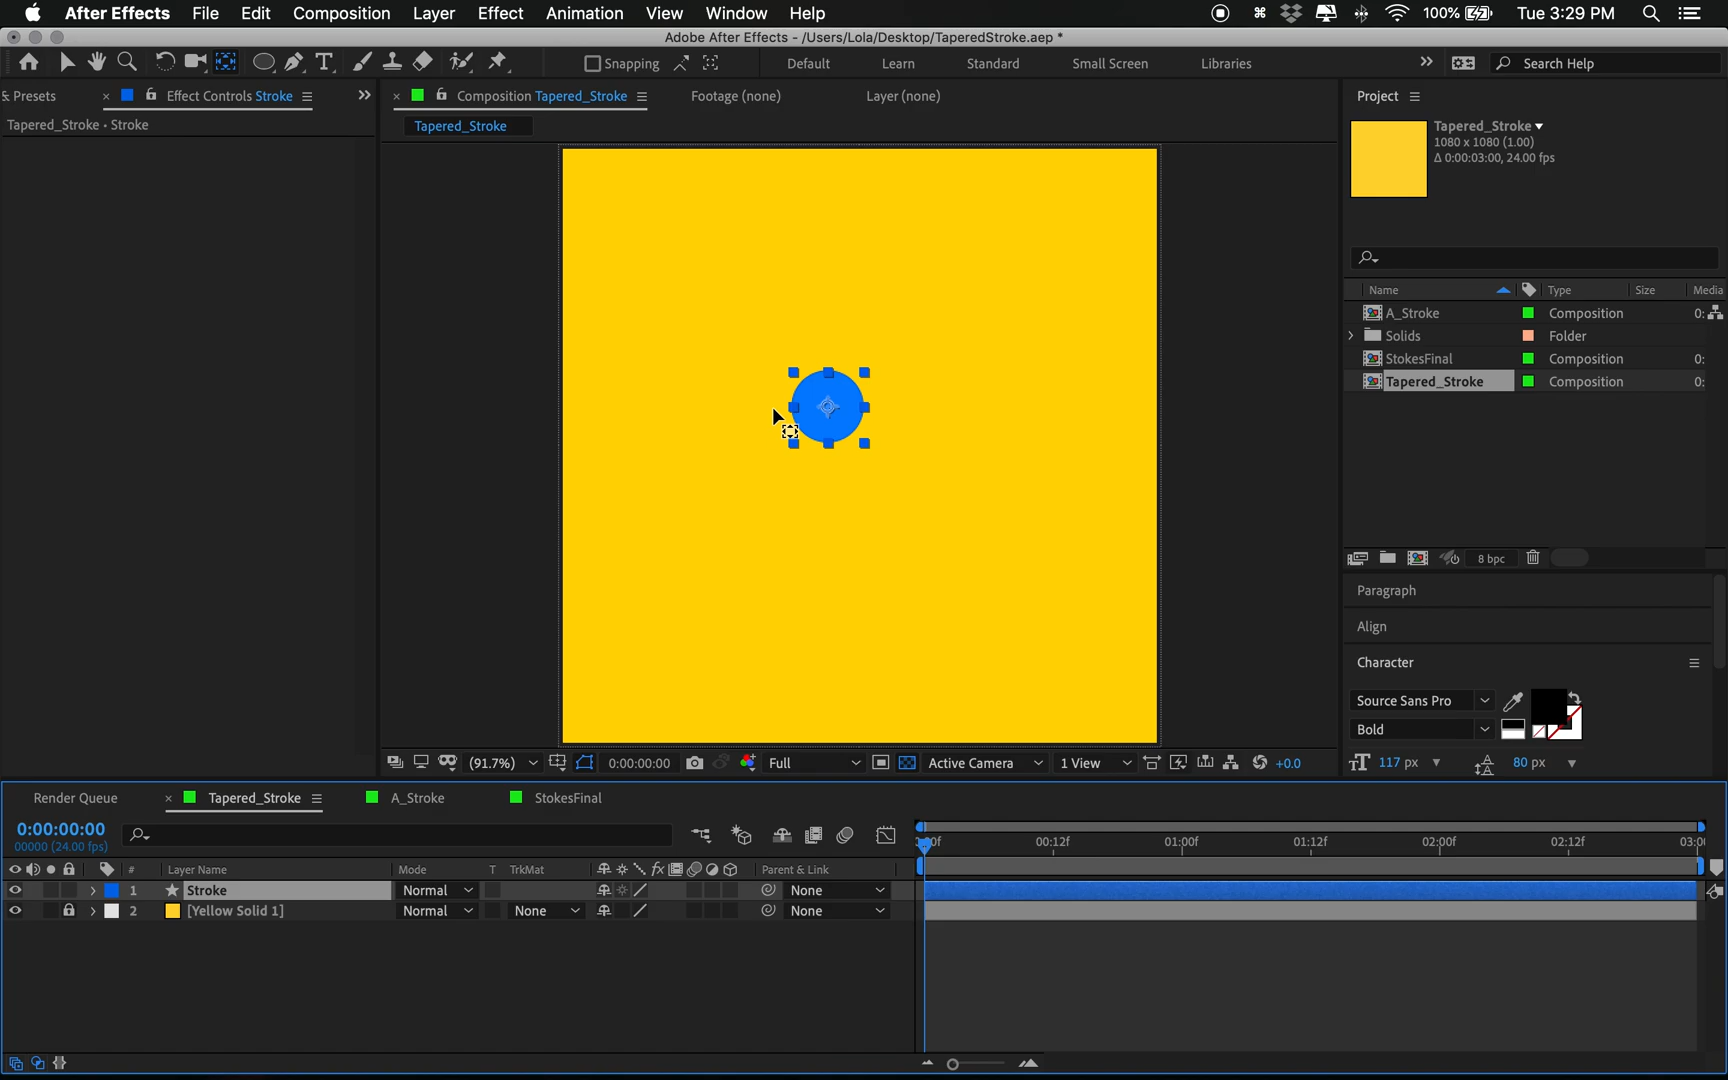 After Effects File Edit Composition Layer Effect Animation View Window Help 100% Tue 3:29 PM
Adobe After Effects - /Users/Lola/Desktop/TaperedStroke.aep *
Snapping Default Learn Standard Small Screen Libraries Search Help
& Presets Effect Controls Stroke Composition Tapered_Stroke Footage (none) Layer (none) Project
Tapered_Stroke • Stroke
Tapered_Stroke
Tapered_Stroke
1080 x 1080 (1.00)
Δ 0:00:03:00, 24.00 fps
Name Type Size Media
A_Stroke Composition 0:
Solids Folder
StokesFinal Composition 0:
Tapered_Stroke Composition 0:
8 bpc
Paragraph
Align
Character
Source Sans Pro
Bold
117 px 80 px
(91.7%) 0:00:00:00 Full Active Camera 1 View +0.0
Render Queue Tapered_Stroke A_Stroke StokesFinal
0:00:00:00
00000 (24.00 fps)
00:12f 01:00f 01:12f 02:00f 02:12f 03:0
# Layer Name Mode T TrkMat fx Parent & Link
1 Stroke Normal None
2 [Yellow Solid 1] Normal None None